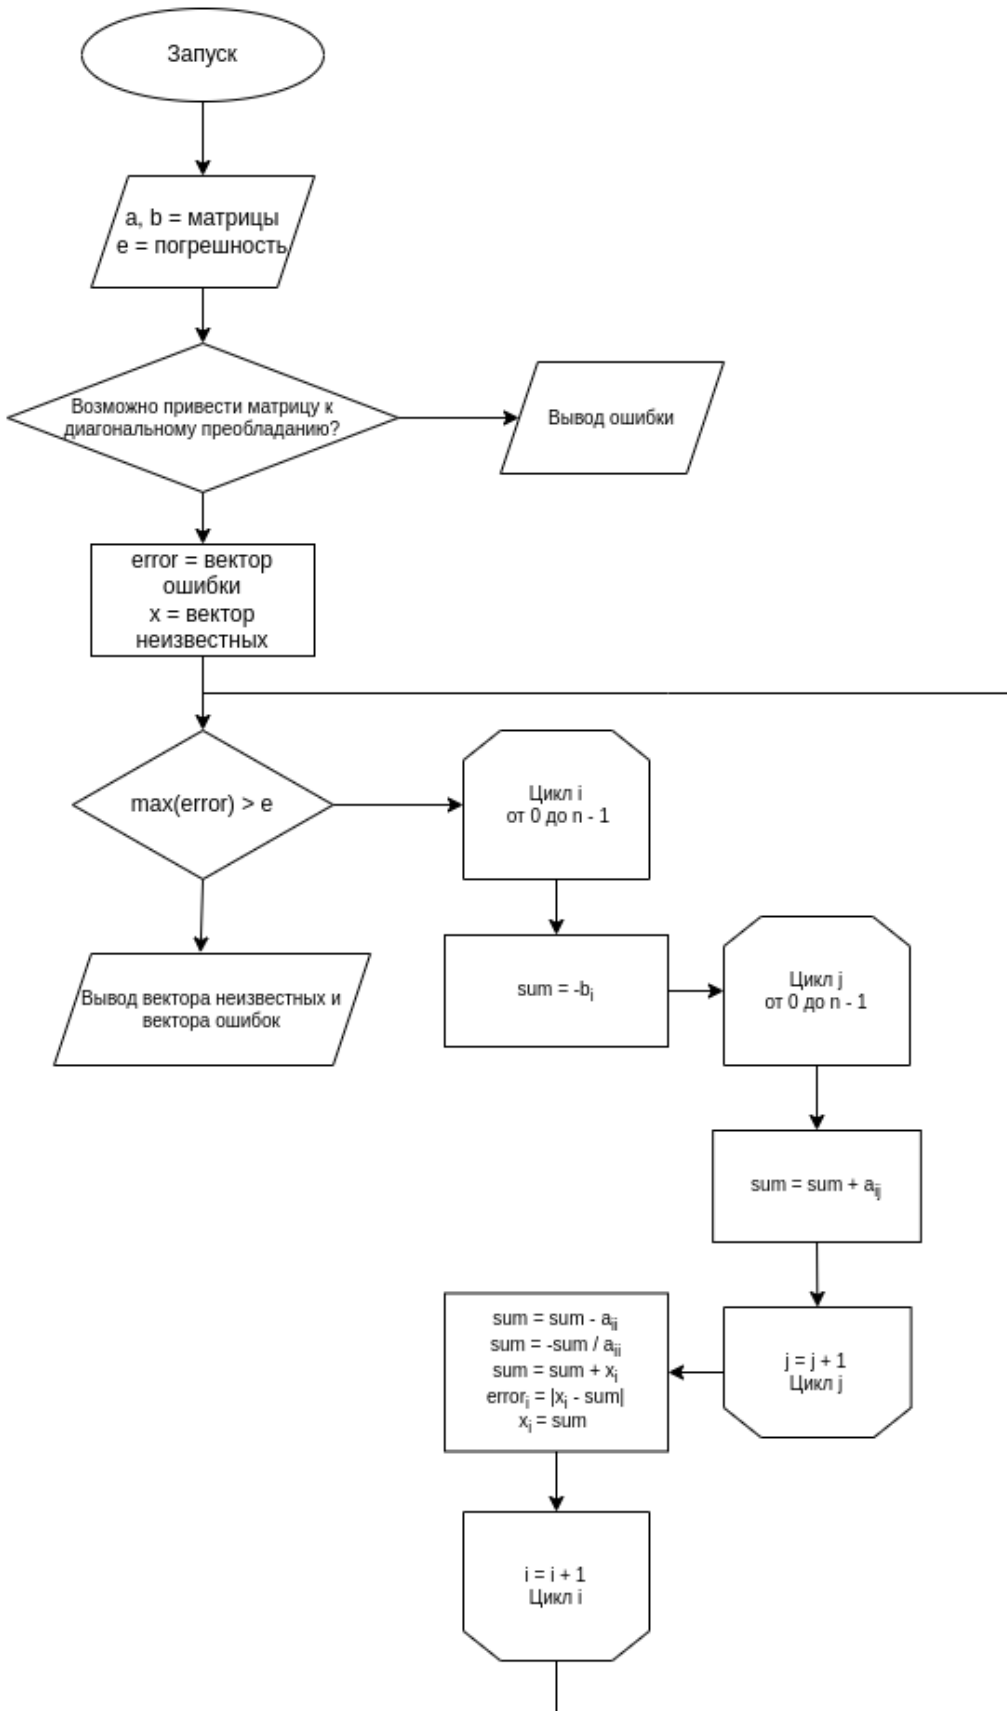 Запуск
a, b = матрицы
e = погрешность
Возможно привести матрицу к
диагональному преобладанию?
Вывод ошибки
error = вектор
ошибки
x = вектор
неизвестных
max(error) > e
Цикл i
от 0 до n - 1
Вывод вектора неизвестных и
вектора ошибок
sum = -bᵢ
Цикл j
от 0 до n - 1
sum = sum + aᵢⱼ
j = j + 1
Цикл j
sum = sum - aᵢᵢ
sum = -sum / aᵢᵢ
sum = sum + xᵢ
errorᵢ = |xᵢ - sum|
xᵢ = sum
i = i + 1
Цикл i